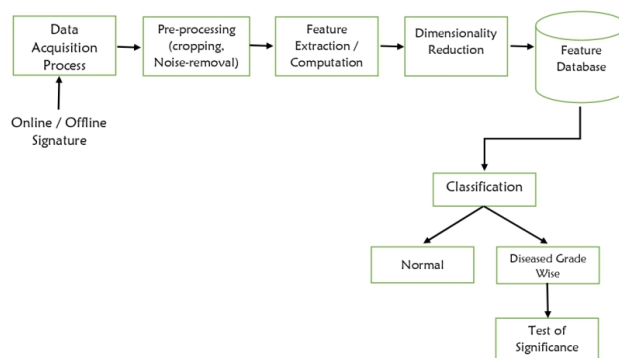 Data
Acquisition
Process
Pre-processing
(cropping,
Noise-removal)
Feature
Extraction /
Computation
Dimensionality
Reduction
Feature
Database
Online / Offline
Signature
Classification
Normal
Diseased Grade
Wise
Test of
Significance